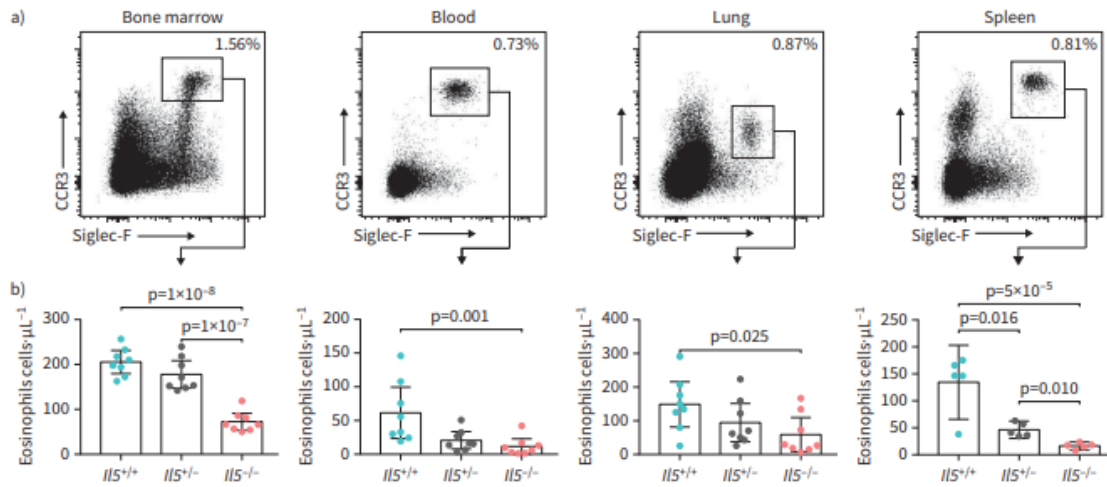 a) Bone marrow Blood Lung Spleen
1.56% 0.73% 0.87% 0.81%
CCR3 CCR3 CCR3 CCR3
Siglec-F Siglec-F Siglec-F Siglec-F
b)
p=1×10⁻⁸
p=1×10⁻⁷
Eosinophils cells·µL⁻¹
300
200
100
0
Il5+/+ Il5+/− Il5−/−
p=0.001
Eosinophils cells·µL⁻¹
200
150
100
50
0
Il5+/+ Il5+/− Il5−/−
p=0.025
Eosinophils cells·µL⁻¹
400
300
200
100
0
Il5+/+ Il5+/− Il5−/−
p=5×10⁻⁵
p=0.016
p=0.010
Eosinophils cells·µL⁻¹
250
200
150
100
50
0
Il5+/+ Il5+/− Il5−/−